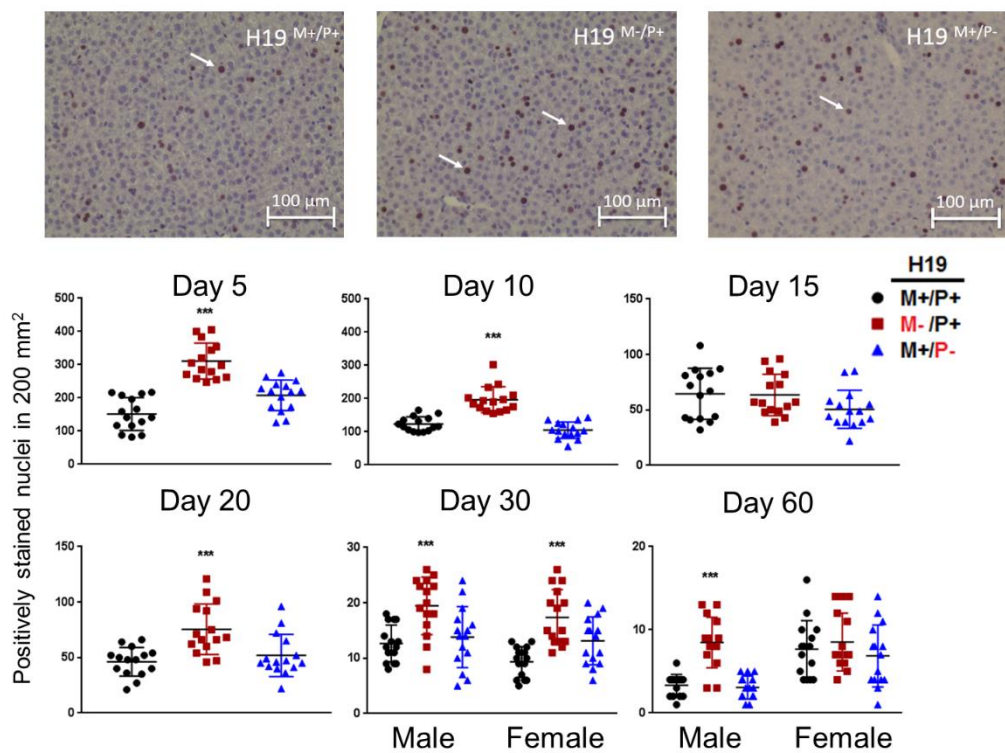 H19 M+/P+
H19 M-/P+
H19 M+/P-
100 µm
100 µm
100 µm
Positively stained nuclei in 200 mm²
Day 5
500
400
300
200
100
0
***
Day 10
500
400
300
200
100
0
***
Day 15
150
100
50
0
H19
M+/P+
M-/P+
M+/P-
Day 20
150
100
50
0
***
Day 30
30
20
10
0
***
***
Male
Female
Day 60
20
10
0
***
Male
Female